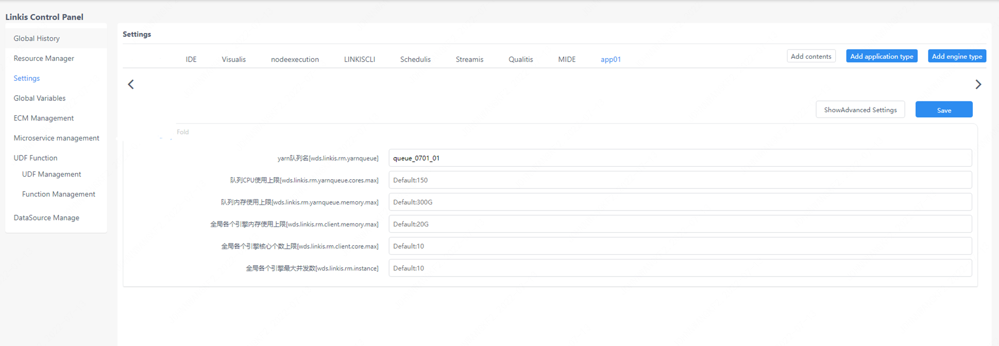 Linkis Control Panel
Global History
Resource Manager
Settings
Global Variables
ECM Management
Microservice management
UDF Function
UDF Management
Function Management
DataSource Manage
Settings
IDE Visualis nodeexecution LINKISCLI Schedulis Streamis Qualitis MIDE app01 Add contents Add application type Add engine type
ShowAdvanced Settings Save
Fold
yarn队列名[wds.linkis.rm.yarnqueue] queue_0701_01
队列CPU使用上限[wds.linkis.rm.yarnqueue.cores.max] Default:150
队列内存使用上限[wds.linkis.rm.yarnqueue.memory.max] Default:300G
全局各个引擎内存使用上限[wds.linkis.rm.client.memory.max] Default:20G
全局各个引擎核心个数上限[wds.linkis.rm.client.core.max] Default:10
全局各个引擎最大并发数[wds.linkis.rm.instance] Default:10